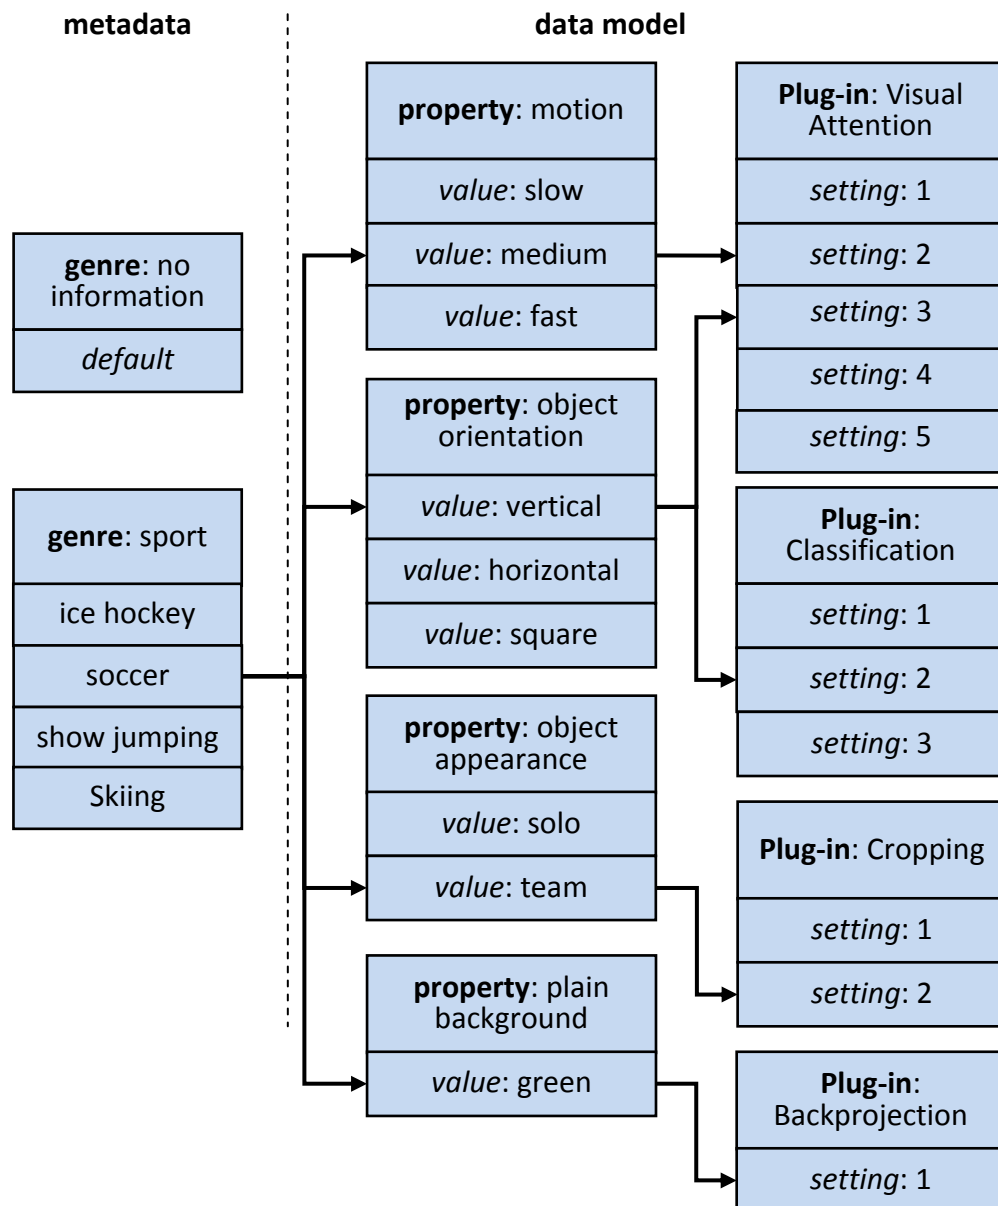 metadata
data model
genre: no
information
default
genre: sport
ice hockey
soccer
show jumping
Skiing
property: motion
value: slow
value: medium
value: fast
property: object
orientation
value: vertical
value: horizontal
value: square
property: object
appearance
value: solo
value: team
property: plain
background
value: green
Plug-in: Visual
Attention
setting: 1
setting: 2
setting: 3
setting: 4
setting: 5
Plug-in:
Classification
setting: 1
setting: 2
setting: 3
Plug-in: Cropping
setting: 1
setting: 2
Plug-in:
Backprojection
setting: 1